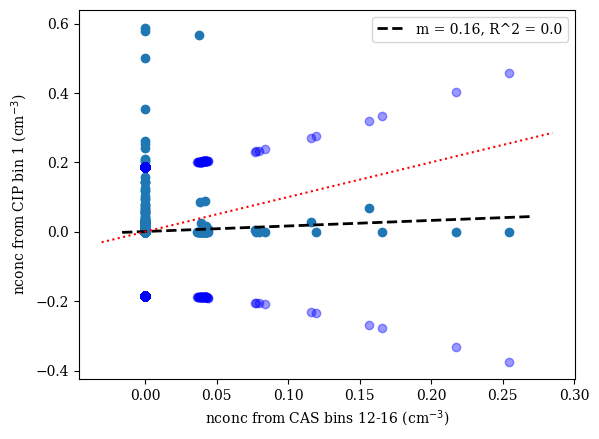 m = 0.16, R^2 = 0.0
nconc from CIP bin 1 (cm⁻³)
0.6
0.4
0.2
0.0
−0.2
−0.4
0.00 0.05 0.10 0.15 0.20 0.25 0.30
nconc from CAS bins 12-16 (cm⁻³)